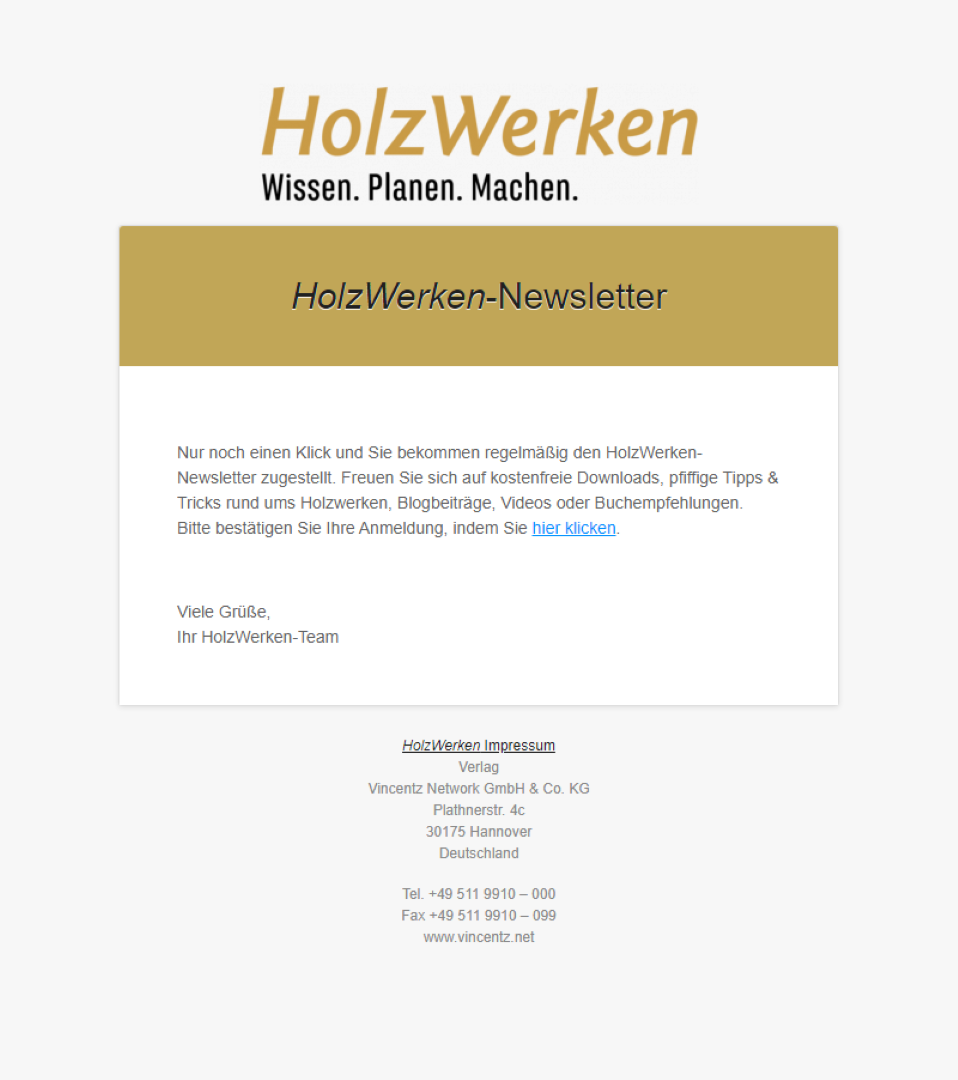 HolzWerken
Wissen. Planen. Machen.
HolzWerken-Newsletter
Nur noch einen Klick und Sie bekommen regelmäßig den HolzWerken-
Newsletter zugestellt. Freuen Sie sich auf kostenfreie Downloads, pfiffige Tipps &
Tricks rund ums Holzwerken, Blogbeiträge, Videos oder Buchempfehlungen.
Bitte bestätigen Sie Ihre Anmeldung, indem Sie hier klicken.
Viele Grüße,
Ihr HolzWerken-Team
HolzWerken Impressum
Verlag
Vincentz Network GmbH & Co. KG
Plathnerstr. 4c
30175 Hannover
Deutschland
Tel. +49 511 9910 – 000
Fax +49 511 9910 – 099
www.vincentz.net